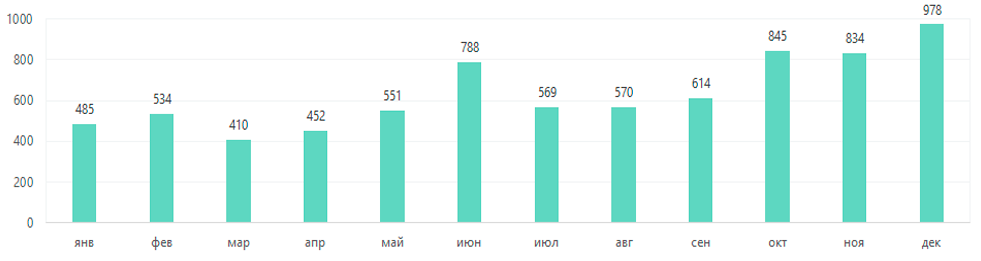 1000
800
600
400
200
0
485
534
410
452
551
788
569
570
614
845
834
978
янв
фев
мар
апр
май
июн
июл
авг
сен
окт
ноя
дек